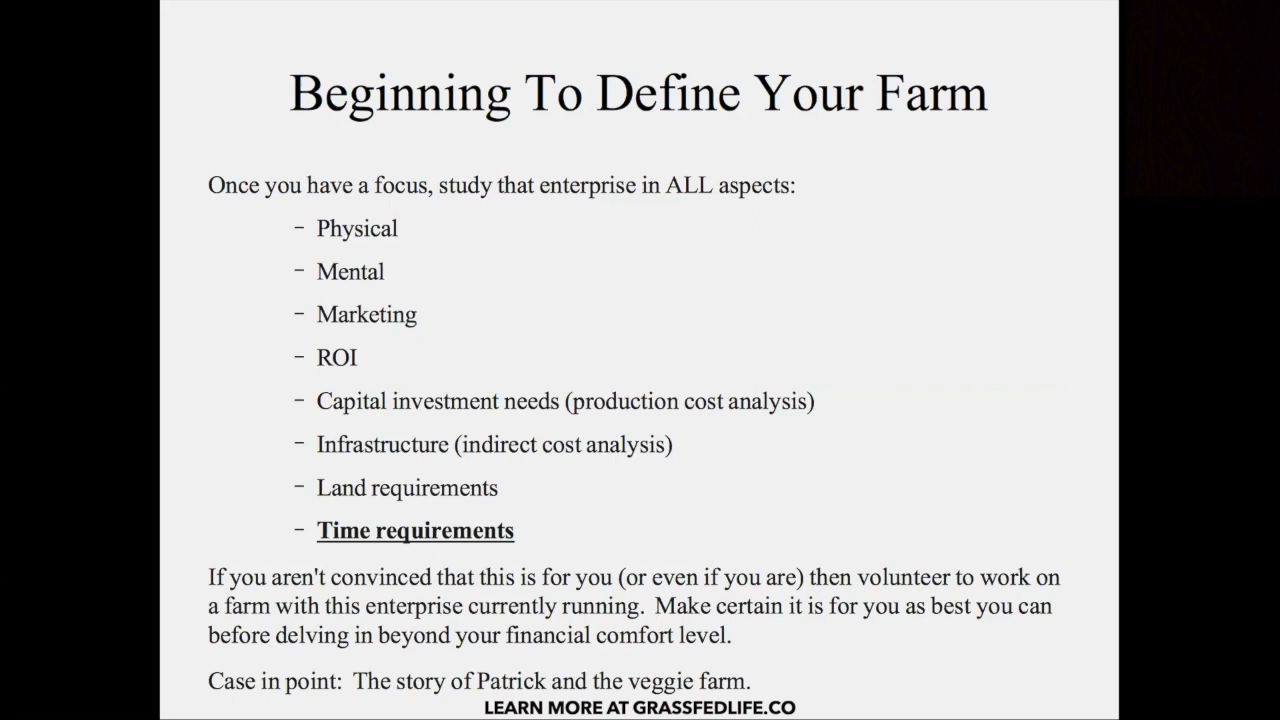 Beginning To Define Your Farm
Once you have a focus, study that enterprise in ALL aspects:
– Physical
– Mental
– Marketing
– ROI
– Capital investment needs (production cost analysis)
– Infrastructure (indirect cost analysis)
– Land requirements
– Time requirements
If you aren't convinced that this is for you (or even if you are) then volunteer to work on
a farm with this enterprise currently running.  Make certain it is for you as best you can
before delving in beyond your financial comfort level.
Case in point:  The story of Patrick and the veggie farm.
LEARN MORE AT GRASSFEDLIFE.CO